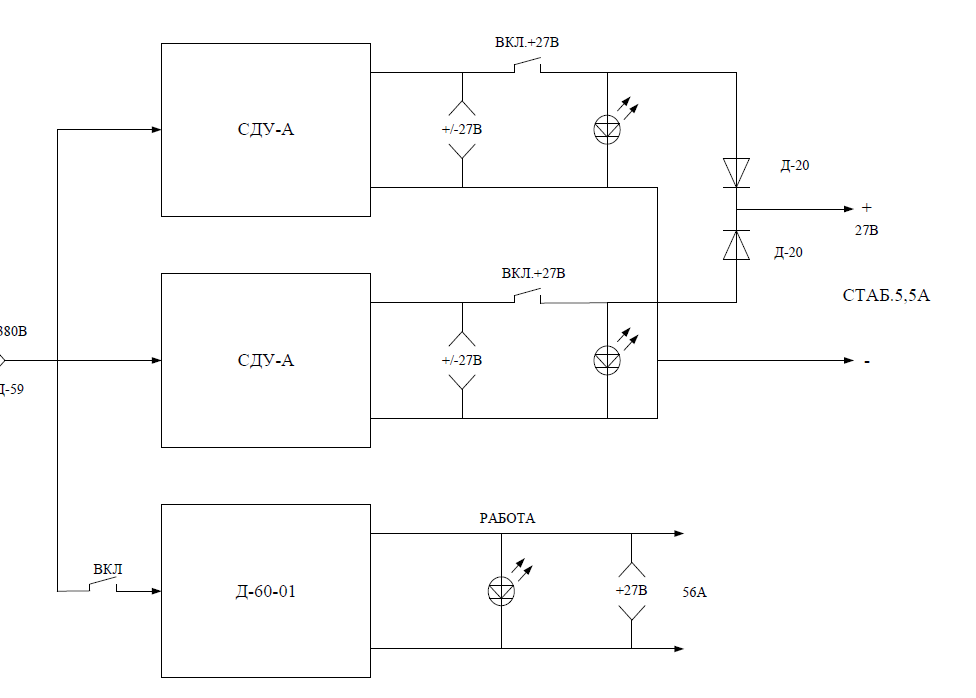 ВКЛ.+27В
СДУ-А
+/-27В
Д-20
+
27В
Д-20
ВКЛ.+27В
СТАБ.5,5А
380В
СДУ-А
+/-27В
-
Д-59
РАБОТА
ВКЛ
Д-60-01
+27В
56А